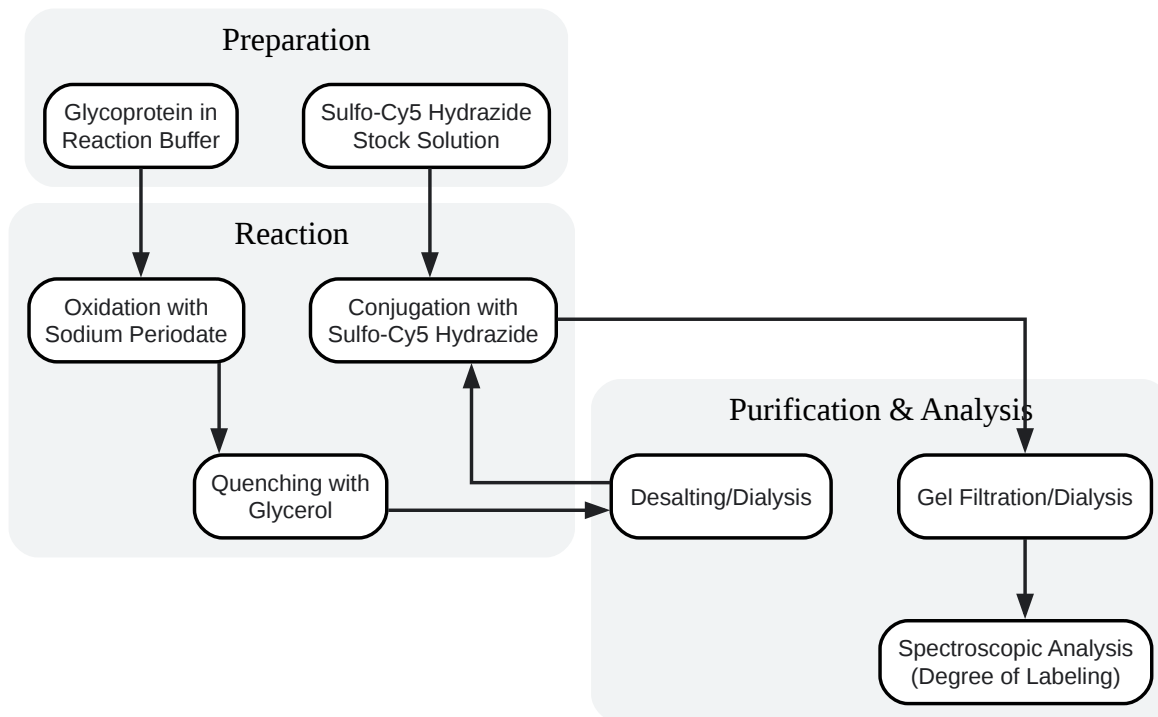 Preparation
Glycoprotein in
Reaction Buffer
Sulfo-Cy5 Hydrazide
Stock Solution
Reaction
Oxidation with
Sodium Periodate
Conjugation with
Sulfo-Cy5 Hydrazide
Quenching with
Glycerol
Purification & Analysis
Desalting/Dialysis
Gel Filtration/Dialysis
Spectroscopic Analysis
(Degree of Labeling)